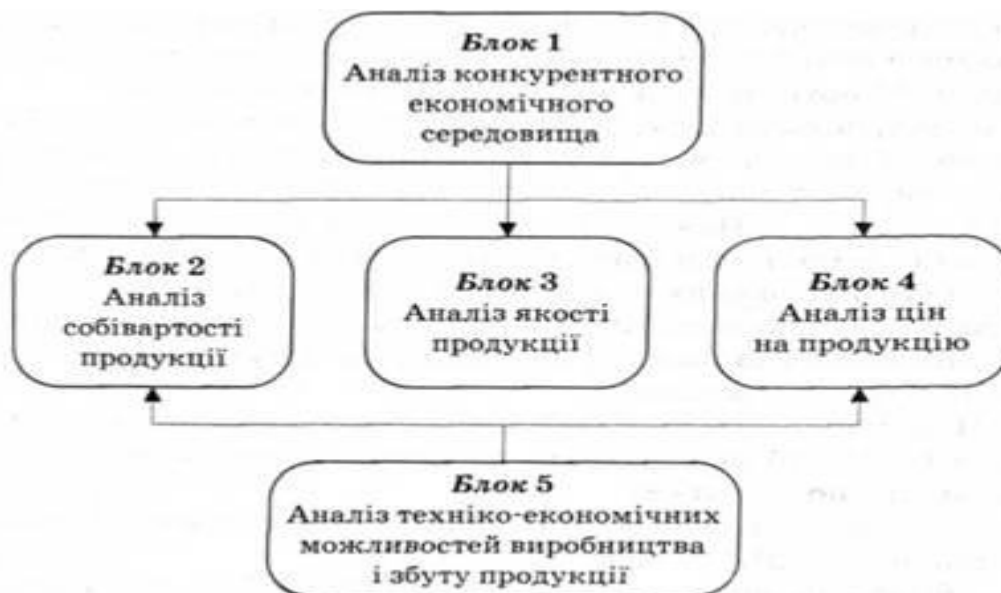 Блок 1
Аналіз конкурентного
економічного
середовища
Блок 2
Аналіз
собівартості
продукції
Блок 3
Аналіз якості
продукції
Блок 4
Аналіз цін
на продукцію
Блок 5
Аналіз техніко-економічних
можливостей виробництва
і збуту продукції